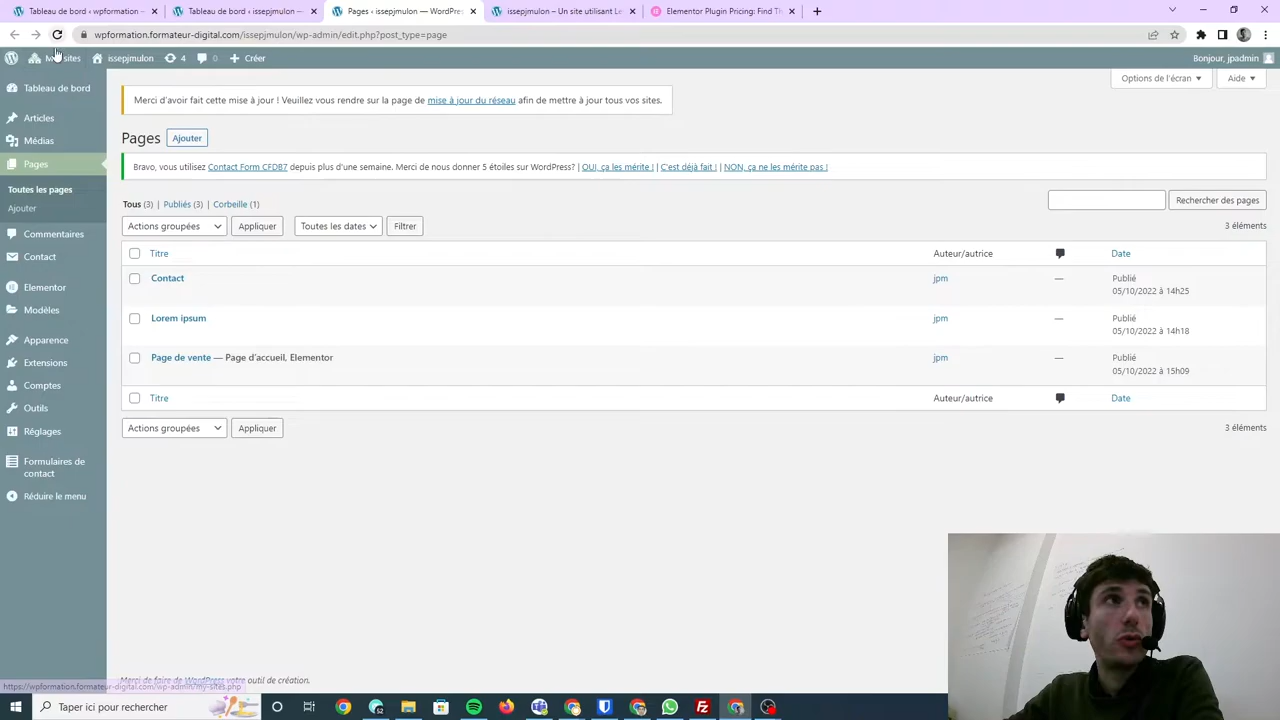 Tableau de bord ‹ wpformation –
Tableau de bord ‹ issepjmulon —
Pages ‹ issepjmulon — WordPres
issepjmulon – Un site utilisant Le
Elementor Plugin Pricing: Find Th
wpformation.formateur-digital.com/issepjmulon/wp-admin/edit.php?post_type=page
issepjmulon
4
0
Créer
Bonjour, jpadmin
Options de l'écran
Aide
Tableau de bord
Articles
Médias
Pages
Toutes les pages
Ajouter
Commentaires
Contact
Elementor
Modèles
Apparence
Extensions
Comptes
Outils
Réglages
Formulaires de
contact
Réduire le menu
Merci d'avoir fait cette mise à jour ! Veuillez vous rendre sur la page de mise à jour du réseau afin de mettre à jour tous vos sites.
Pages Ajouter
Bravo, vous utilisez Contact Form CFDB7 depuis plus d'une semaine. Merci de nous donner 5 étoiles sur WordPress? | OUI, ça les mérite ! | C'est déjà fait ! | NON, ça ne les mérite pas !
Tous (3) | Publiés (3) | Corbeille (1)
Rechercher des pages
Actions groupées Appliquer Toutes les dates Filtrer
3 éléments
Titre Auteur/autrice Date
Contact jpm — Publié
05/10/2022 à 14h25
Lorem ipsum jpm — Publié
05/10/2022 à 14h18
Page de vente — Page d'accueil, Elementor jpm — Publié
05/10/2022 à 15h09
Titre Auteur/autrice Date
Actions groupées Appliquer
3 éléments
Merci de faire de WordPress votre outil de création.
https://wpformation.formateur-digital.com/wp-admin/my-sites.php
Taper ici pour rechercher